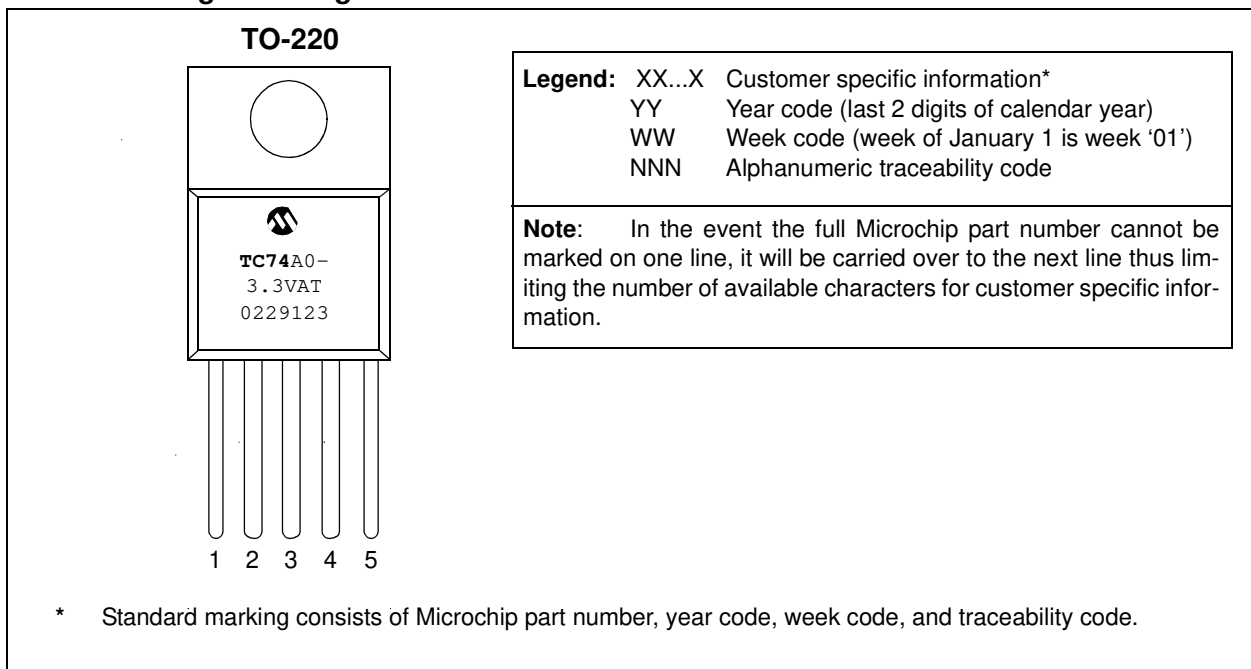 TO-220
TC74A0–
3.3VAT
0229123
1 2 3 4 5
Legend: XX...X Customer specific information*
YY Year code (last 2 digits of calendar year)
WW Week code (week of January 1 is week ‘01’)
NNN Alphanumeric traceability code
Note: In the event the full Microchip part number cannot be
marked on one line, it will be carried over to the next line thus lim-
iting the number of available characters for customer specific infor-
mation.
* Standard marking consists of Microchip part number, year code, week code, and traceability code.